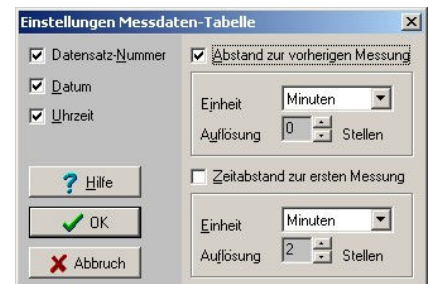 Einstellungen Messdaten-Tabelle
Datensatz-Nummer
Datum
Uhrzeit
Hilfe
OK
Abbruch
Abstand zur vorherigen Messung
Einheit Minuten
Auflösung 0 Stellen
Zeitabstand zur ersten Messung
Einheit Minuten
Auflösung 2 Stellen